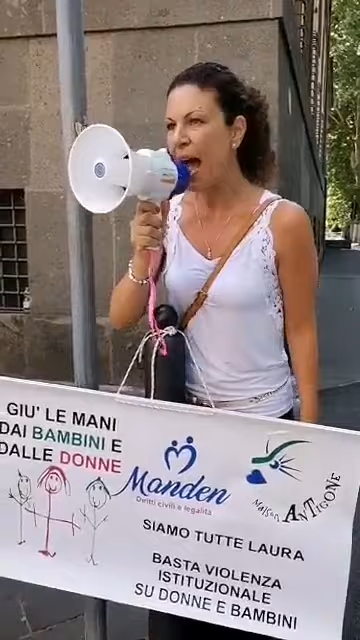 GIU' LE MANI
DAI BAMBINI E
DALLE DONNE
Manden
Diritti civili e legalità
Maison ANTIGONE
SIAMO TUTTE LAURA
BASTA VIOLENZA
ISTITUZIONALE
SU DONNE E BAMBINI